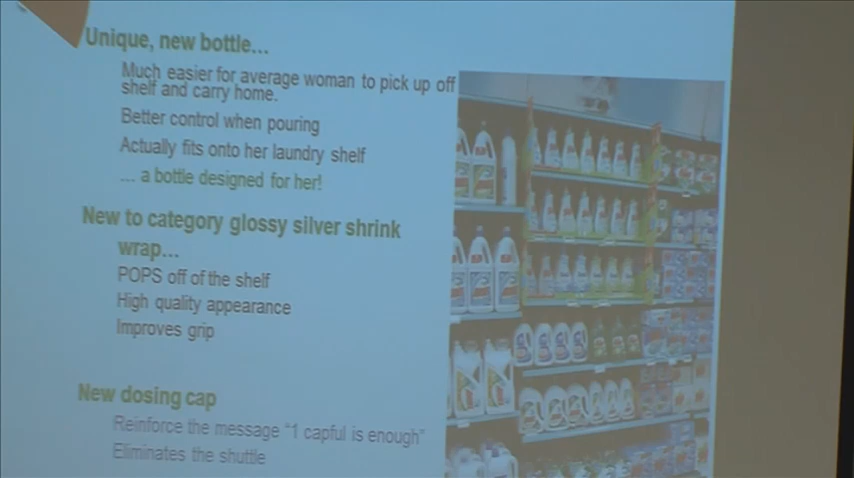 Unique, new bottle...
Much easier for average woman to pick up off
shelf and carry home.
Better control when pouring
Actually fits onto her laundry shelf
... a bottle designed for her!
New to category glossy silver shrink
wrap...
POPS off of the shelf
High quality appearance
Improves grip
New dosing cap
Reinforce the message "1 capful is enough"
Eliminates the shuttle